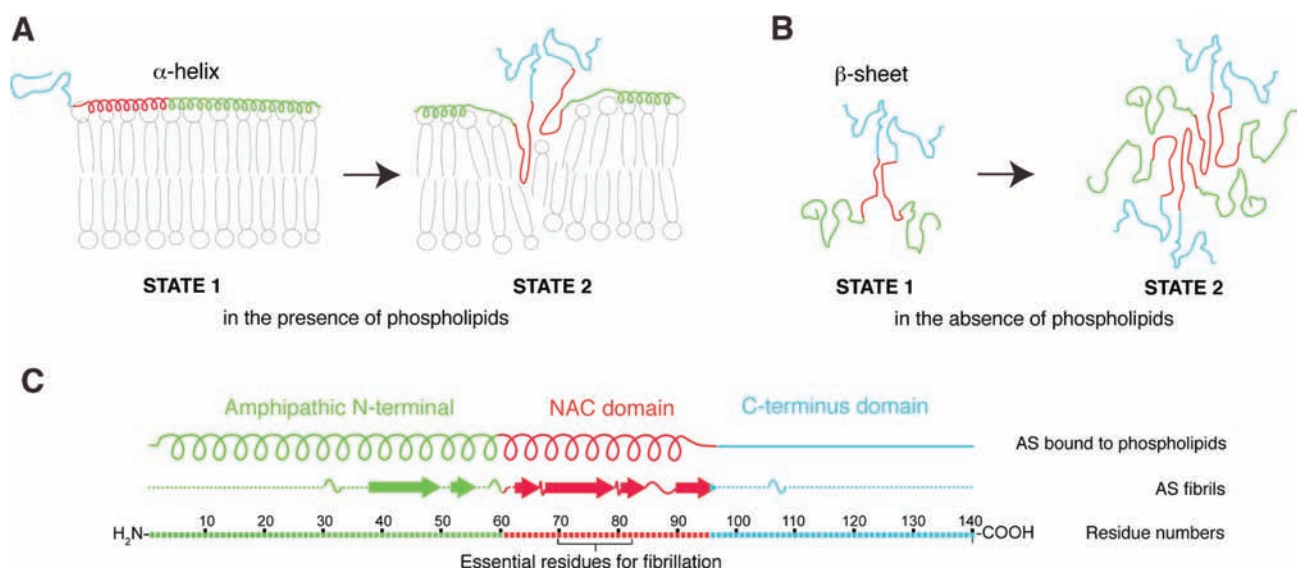 A
B
α-helix
β-sheet
STATE 1
STATE 2
STATE 1
STATE 2
in the presence of phospholipids
in the absence of phospholipids
C
Amphipathic N-terminal NAC domain C-terminus domain
AS bound to phospholipids
AS fibrils
H₂N- 10 20 30 40 50 60 70 80 90 100 110 120 130 140 -COOH Residue numbers
Essential residues for fibrillation